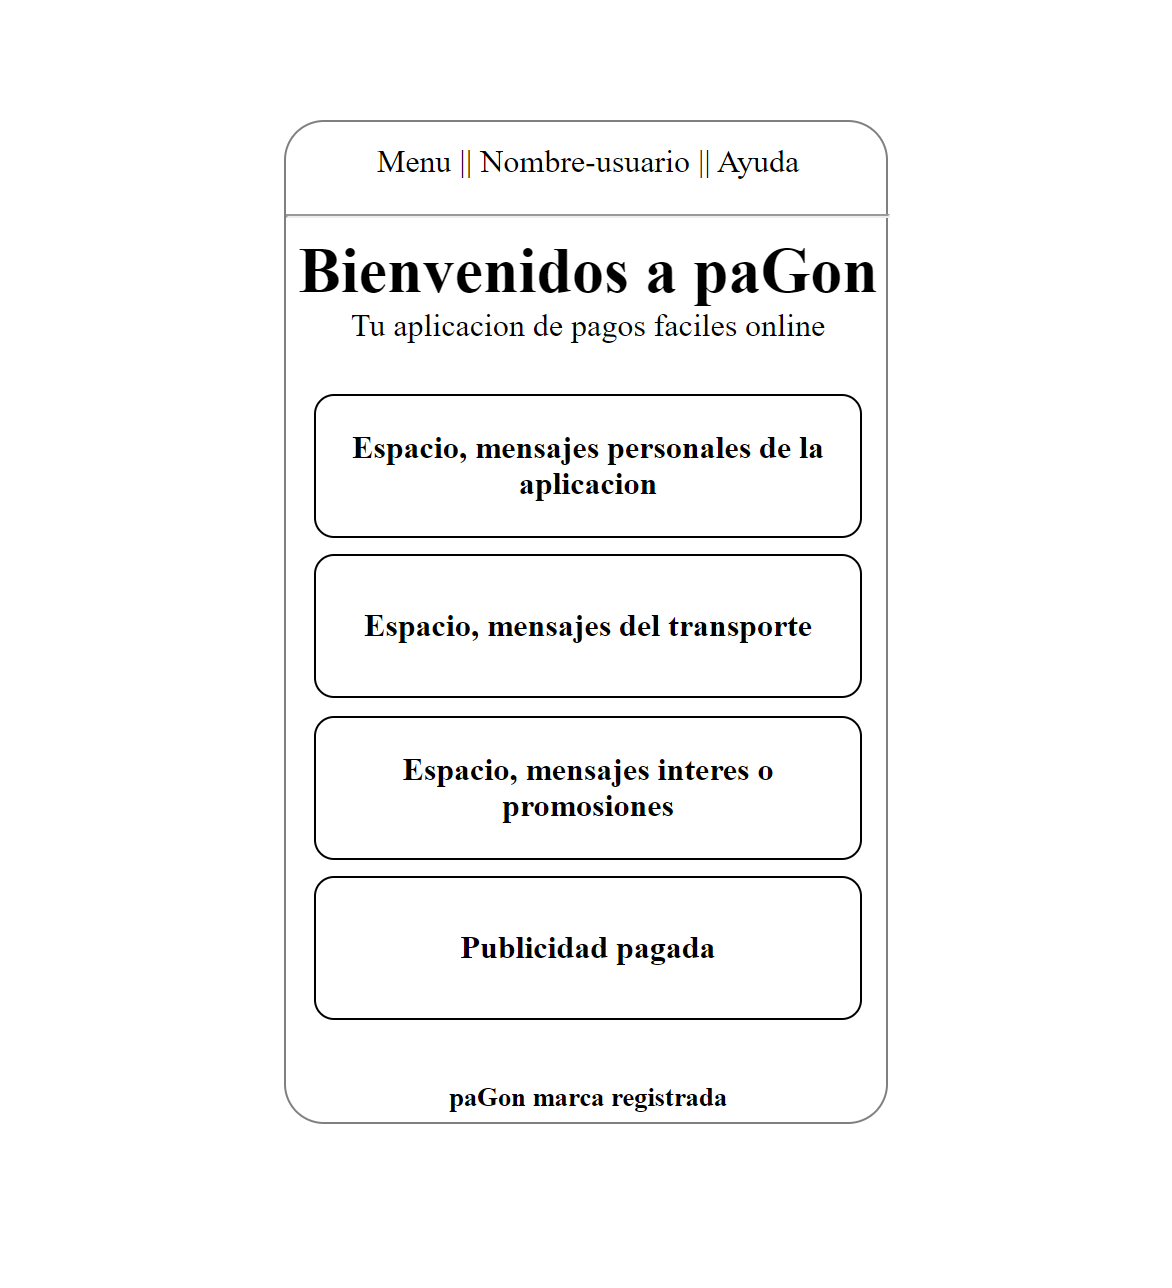 Menu || Nombre-usuario || Ayuda
Bienvenidos a paGon
Tu aplicacion de pagos faciles online
Espacio, mensajes personales de la
aplicacion
Espacio, mensajes del transporte
Espacio, mensajes interes o
promosiones
Publicidad pagada
paGon marca registrada